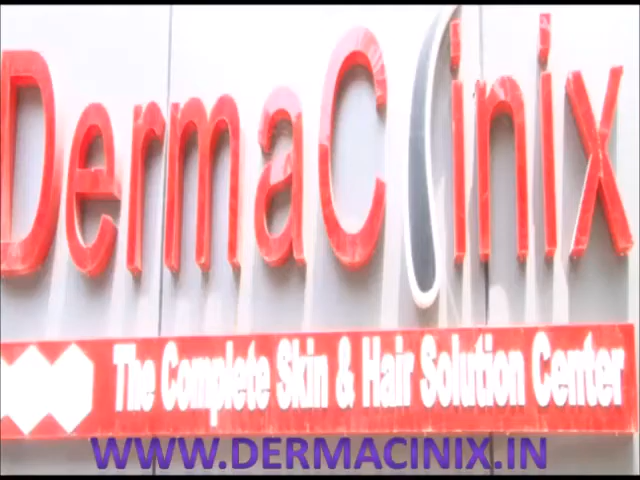 DermaClinix
The Complete Skin & Hair Solution Center
WWW.DERMACINIX.IN